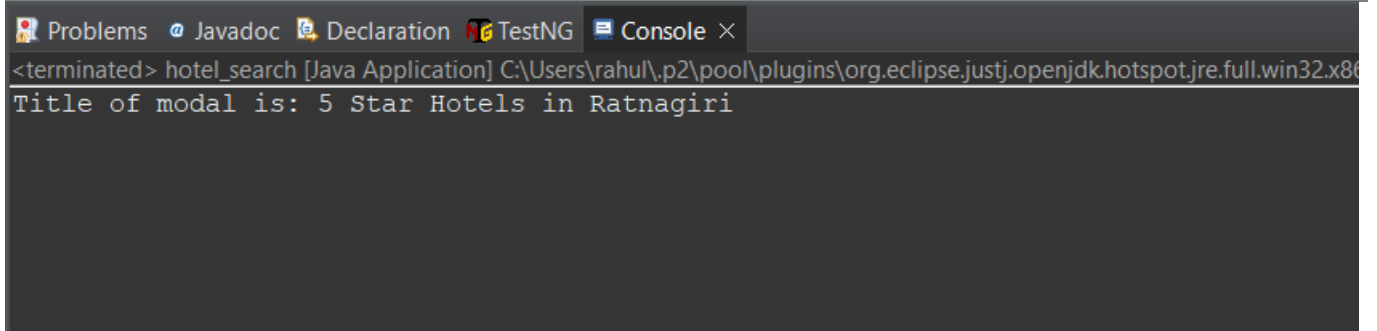 Problems @ Javadoc Declaration TestNG Console ×
<terminated> hotel_search [Java Application] C:\Users\rahul\.p2\pool\plugins\org.eclipse.justj.openjdk.hotspot.jre.full.win32.x86
Title of modal is: 5 Star Hotels in Ratnagiri